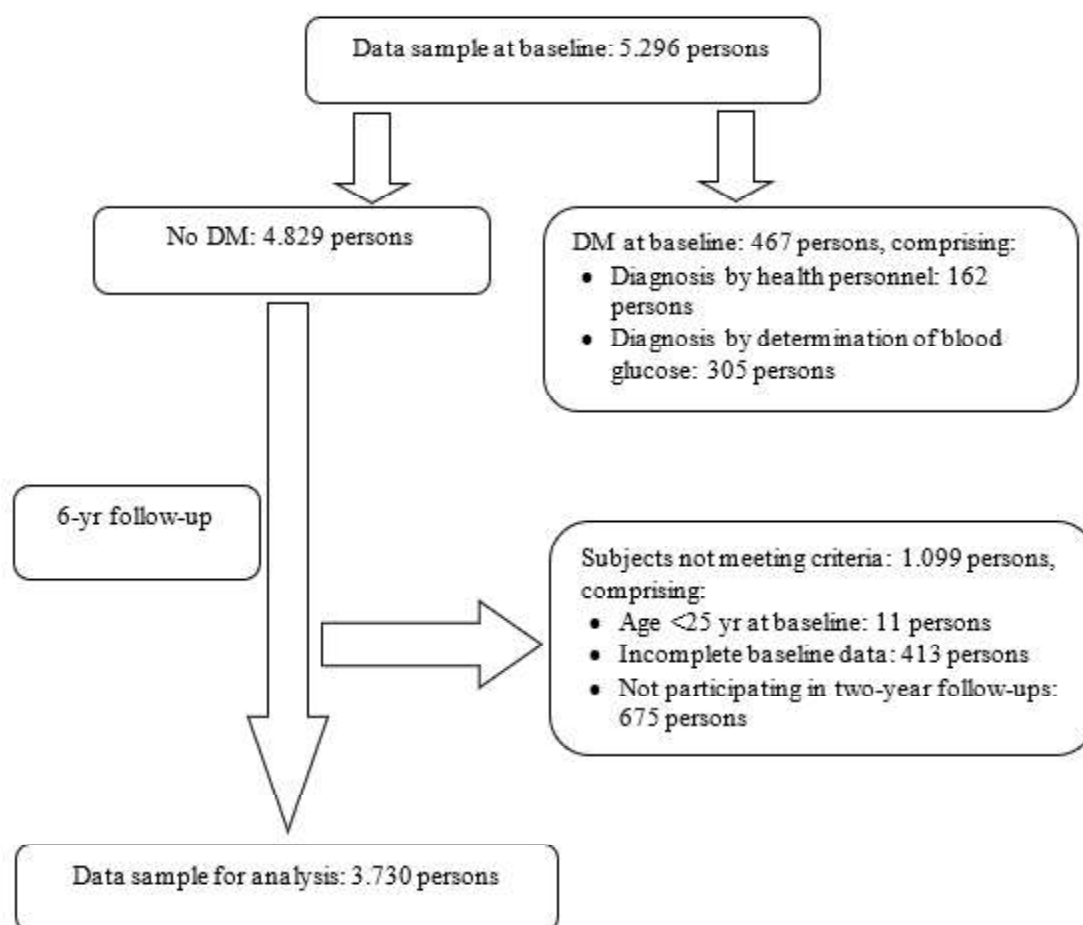 Data sample at baseline: 5.296 persons
No DM: 4.829 persons
DM at baseline: 467 persons, comprising:
• Diagnosis by health personnel: 162
persons
• Diagnosis by determination of blood
glucose: 305 persons
6-yr follow-up
Subjects not meeting criteria: 1.099 persons,
comprising:
• Age <25 yr at baseline: 11 persons
• Incomplete baseline data: 413 persons
• Not participating in two-year follow-ups:
675 persons
Data sample for analysis: 3.730 persons